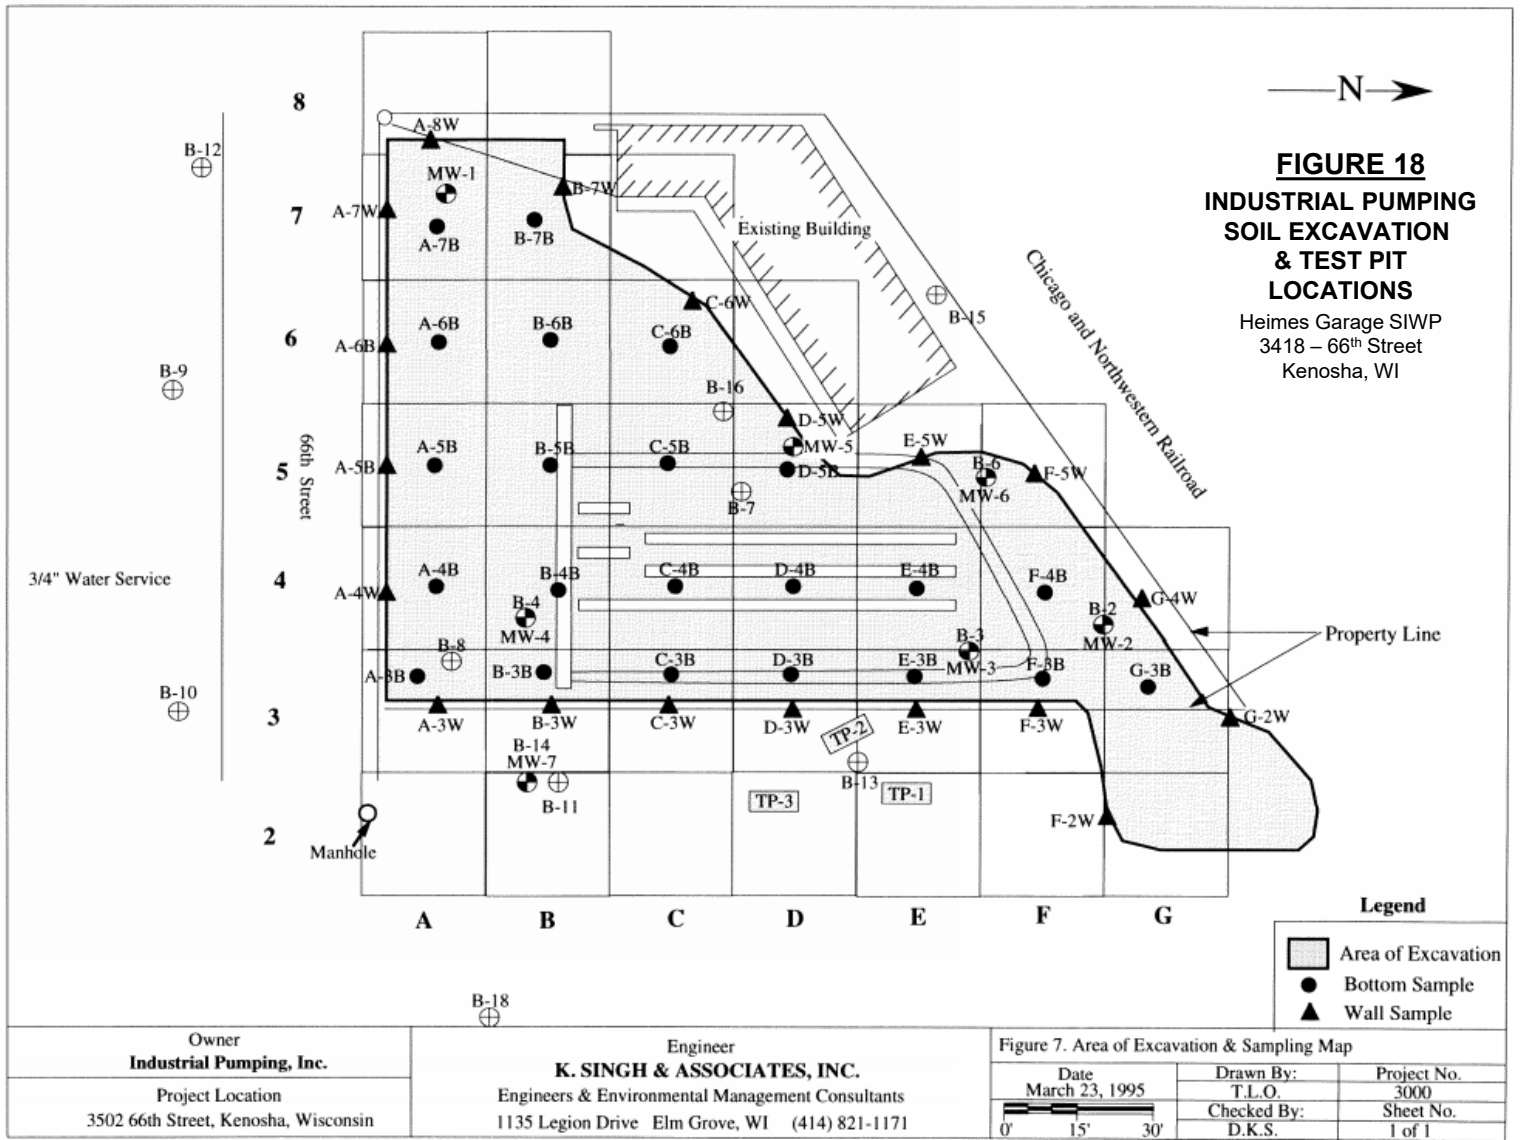 8
A-8W
B-12
N
MW-1
B-7W
FIGURE 18
INDUSTRIAL PUMPING
SOIL EXCAVATION
& TEST PIT
LOCATIONS
Heimes Garage SIWP
3418 – 66th Street
Kenosha, WI
7
A-7W
A-7B
B-7B
Existing Building
Chicago and Northwestern Railroad
C-6W
B-15
6
A-6B
A-6B
B-6B
C-6B
B-9
B-16
D-5W
MW-5
E-5W
66th Street
5
A-5B
A-5B
B-5B
C-5B
D-5B
B-6
MW-6
F-5W
B-7
3/4" Water Service
4
A-4W
A-4B
B-4B
C-4B
D-4B
E-4B
F-4B
G-4W
B-4
MW-4
B-2
MW-2
Property Line
B-8
B-3
MW-3
A-3B
B-3B
C-3B
D-3B
E-3B
F-3B
G-3B
B-10
3
A-3W
B-3W
C-3W
D-3W
TP-2
E-3W
F-3W
G-2W
B-14
MW-7
B-11
B-13
TP-3
TP-1
F-2W
2
Manhole
A B C D E F G
Legend
Area of Excavation
Bottom Sample
Wall Sample
B-18
Owner
Industrial Pumping, Inc.
Project Location
3502 66th Street, Kenosha, Wisconsin
Engineer
K. SINGH & ASSOCIATES, INC.
Engineers & Environmental Management Consultants
1135 Legion Drive Elm Grove, WI (414) 821-1171
Figure 7. Area of Excavation & Sampling Map
Date
March 23, 1995
0' 15' 30'
Drawn By:
T.L.O.
Checked By:
D.K.S.
Project No.
3000
Sheet No.
1 of 1